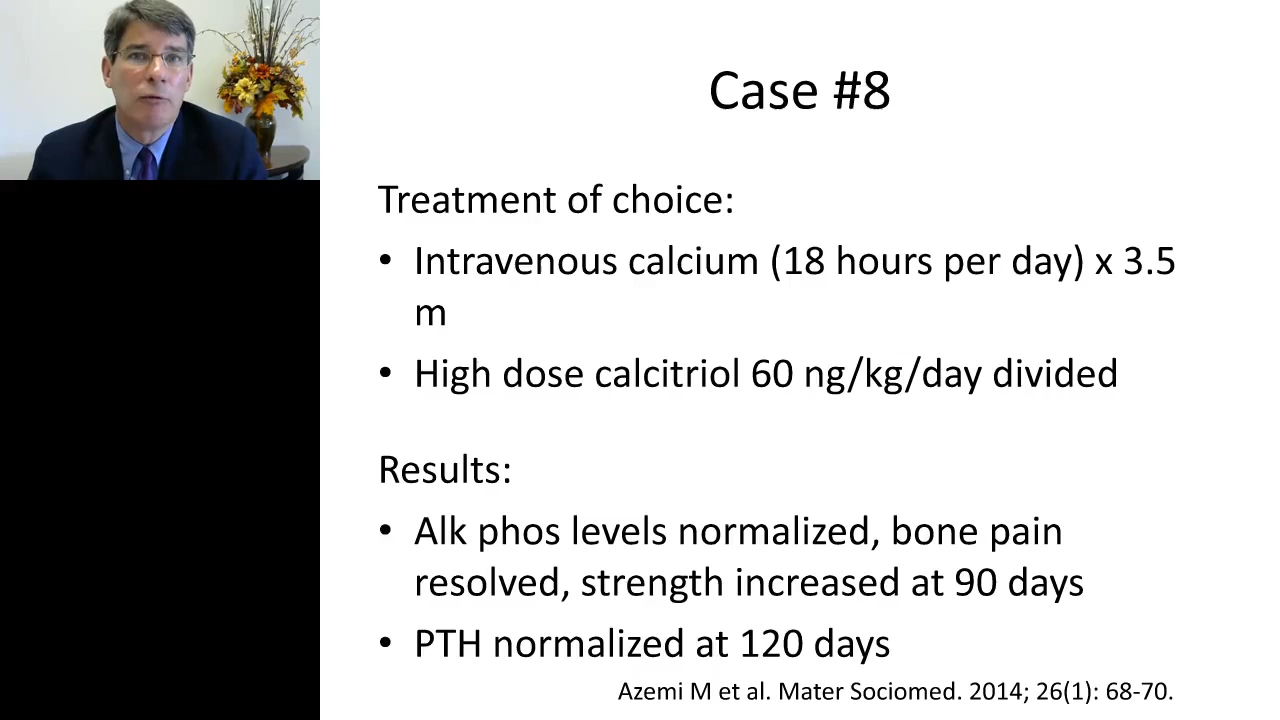 Case #8
Treatment of choice:
• Intravenous calcium (18 hours per day) x 3.5
m
• High dose calcitriol 60 ng/kg/day divided
Results:
• Alk phos levels normalized, bone pain
resolved, strength increased at 90 days
• PTH normalized at 120 days
Azemi M et al. Mater Sociomed. 2014; 26(1): 68-70.